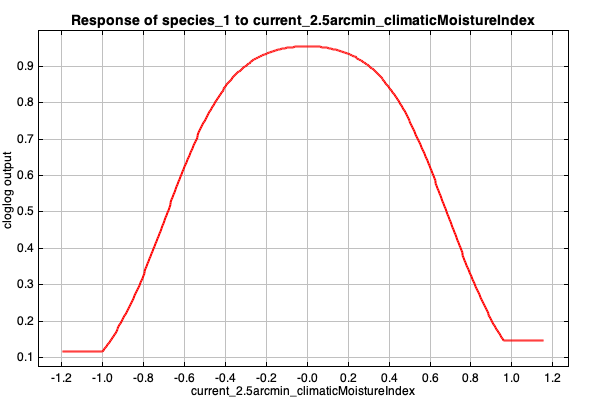 Response of species_1 to current_2.5arcmin_climaticMoistureIndex
cloglog output
0.9
0.8
0.7
0.6
0.5
0.4
0.3
0.2
0.1
-1.2 -1.0 -0.8 -0.6 -0.4 -0.2 0.0 0.2 0.4 0.6 0.8 1.0 1.2
current_2.5arcmin_climaticMoistureIndex